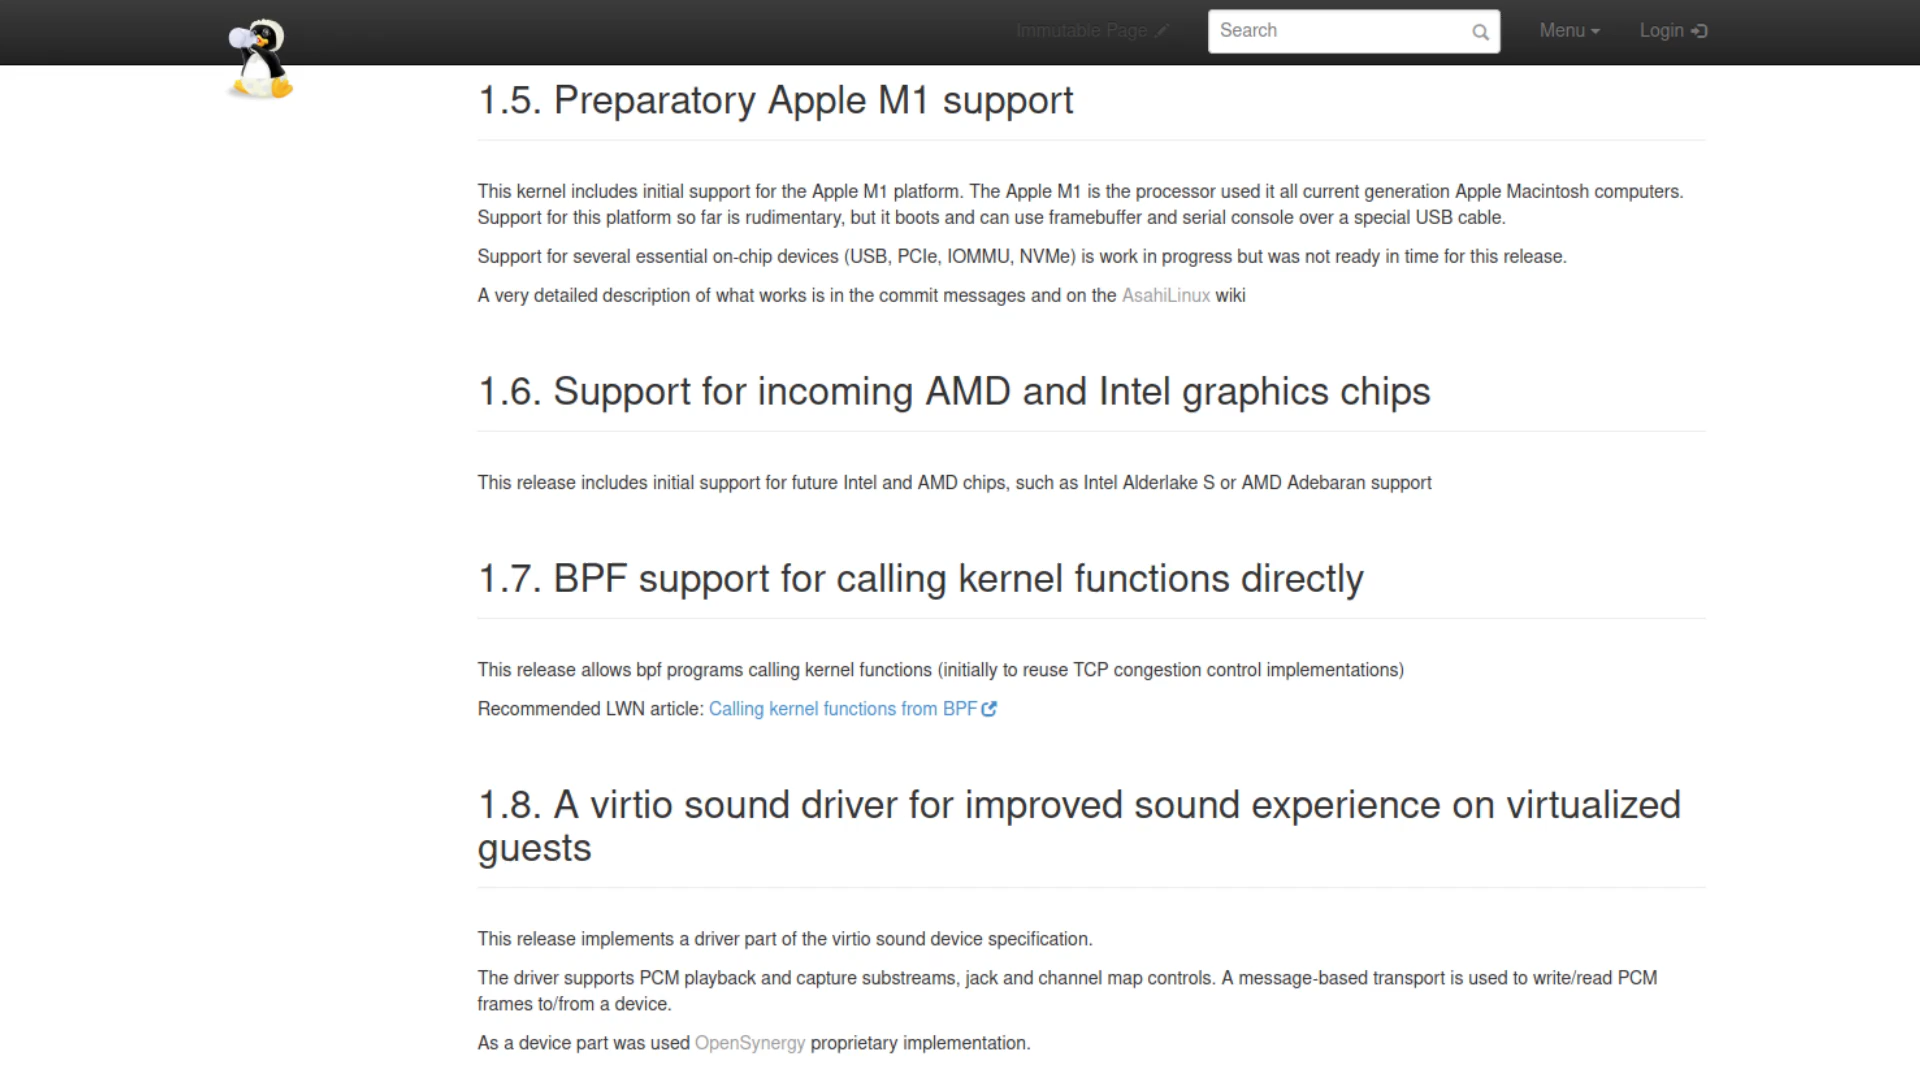 Immutable Page
Search
Menu
Login
1.5. Preparatory Apple M1 support
This kernel includes initial support for the Apple M1 platform. The Apple M1 is the processor used it all current generation Apple Macintosh computers.
Support for this platform so far is rudimentary, but it boots and can use framebuffer and serial console over a special USB cable.
Support for several essential on-chip devices (USB, PCIe, IOMMU, NVMe) is work in progress but was not ready in time for this release.
A very detailed description of what works is in the commit messages and on the AsahiLinux wiki
1.6. Support for incoming AMD and Intel graphics chips
This release includes initial support for future Intel and AMD chips, such as Intel Alderlake S or AMD Adebaran support
1.7. BPF support for calling kernel functions directly
This release allows bpf programs calling kernel functions (initially to reuse TCP congestion control implementations)
Recommended LWN article: Calling kernel functions from BPF
1.8. A virtio sound driver for improved sound experience on virtualized
guests
This release implements a driver part of the virtio sound device specification.
The driver supports PCM playback and capture substreams, jack and channel map controls. A message-based transport is used to write/read PCM
frames to/from a device.
As a device part was used OpenSynergy proprietary implementation.